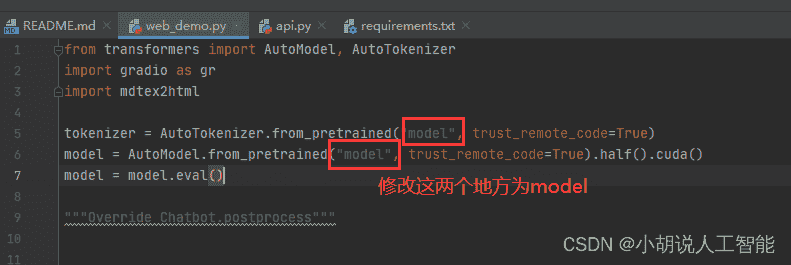 README.md web_demo.py api.py requirements.txt
1 from transformers import AutoModel, AutoTokenizer
2 import gradio as gr
3 import mdtex2html
4
5 tokenizer = AutoTokenizer.from_pretrained("model", trust_remote_code=True)
6 model = AutoModel.from_pretrained("model", trust_remote_code=True).half().cuda()
7 model = model.eval()
修改这两个地方为model
8
9 """Override Chatbot.postprocess"""
10
CSDN @小胡说人工智能
11